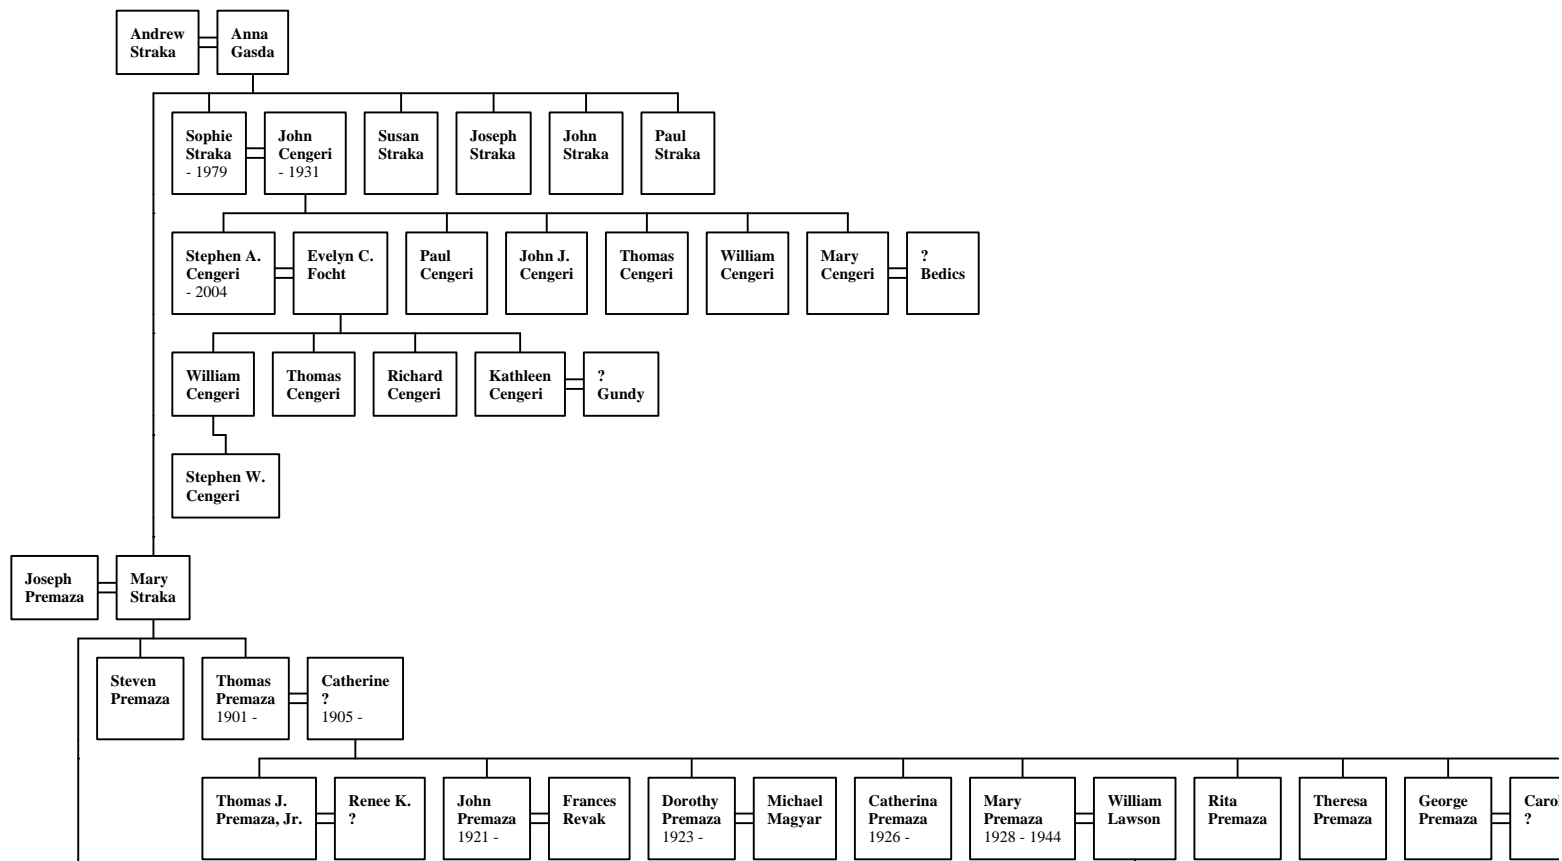 Andrew
Straka
Anna
Gasda
Sophie
Straka
- 1979
John
Cengeri
- 1931
Susan
Straka
Joseph
Straka
John
Straka
Paul
Straka
Stephen A.
Cengeri
- 2004
Evelyn C.
Focht
Paul
Cengeri
John J.
Cengeri
Thomas
Cengeri
William
Cengeri
Mary
Cengeri
?
Bedics
William
Cengeri
Thomas
Cengeri
Richard
Cengeri
Kathleen
Cengeri
?
Gundy
Stephen W.
Cengeri
Joseph
Premaza
Mary
Straka
Steven
Premaza
Thomas
Premaza
1901 -
Catherine
?
1905 -
Thomas J.
Premaza, Jr.
Renee K.
?
John
Premaza
1921 -
Frances
Revak
Dorothy
Premaza
1923 -
Michael
Magyar
Catherina
Premaza
1926 -
Mary
Premaza
1928 - 1944
William
Lawson
Rita
Premaza
Theresa
Premaza
George
Premaza
?